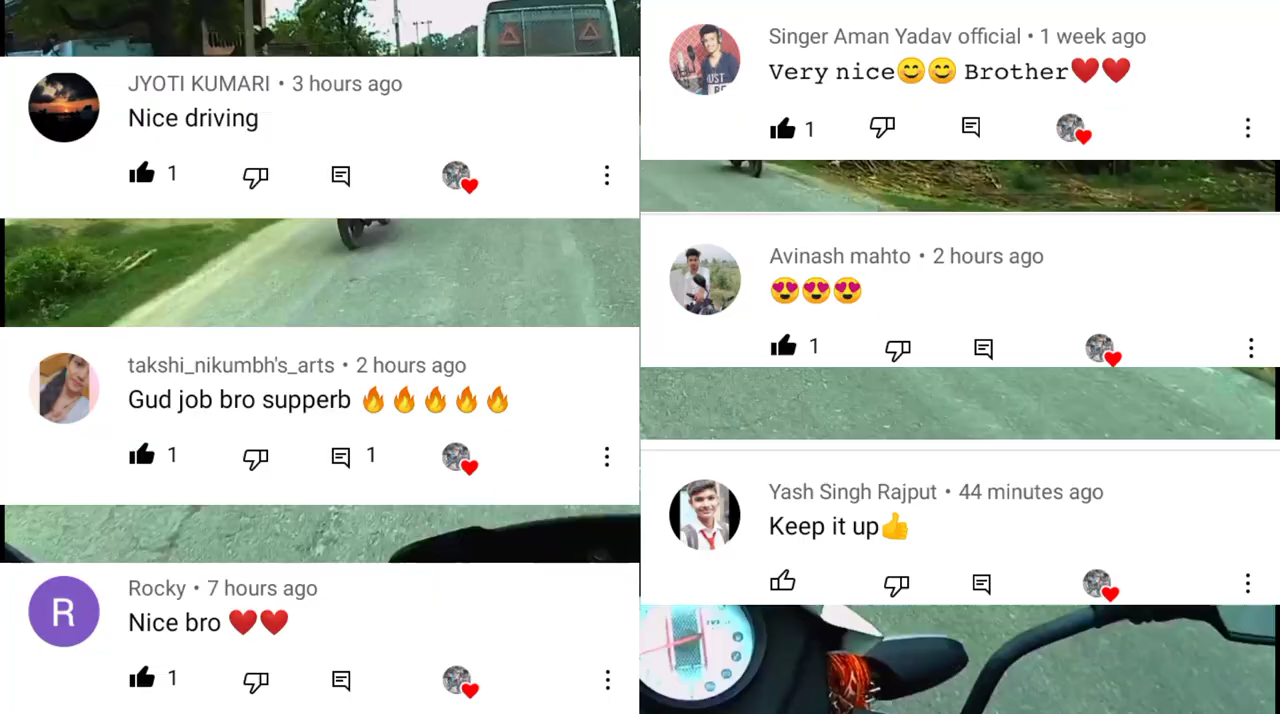 JYOTI KUMARI • 3 hours ago
Nice driving
1
takshi_nikumbh's_arts • 2 hours ago
Gud job bro supperb 🔥🔥🔥🔥🔥
1 1
R
Rocky • 7 hours ago
Nice bro ❤️❤️
1
Singer Aman Yadav official • 1 week ago
Very nice😊😊 Brother❤️❤️
1
Avinash mahto • 2 hours ago
😍😍😍
1
Yash Singh Rajput • 44 minutes ago
Keep it up👍